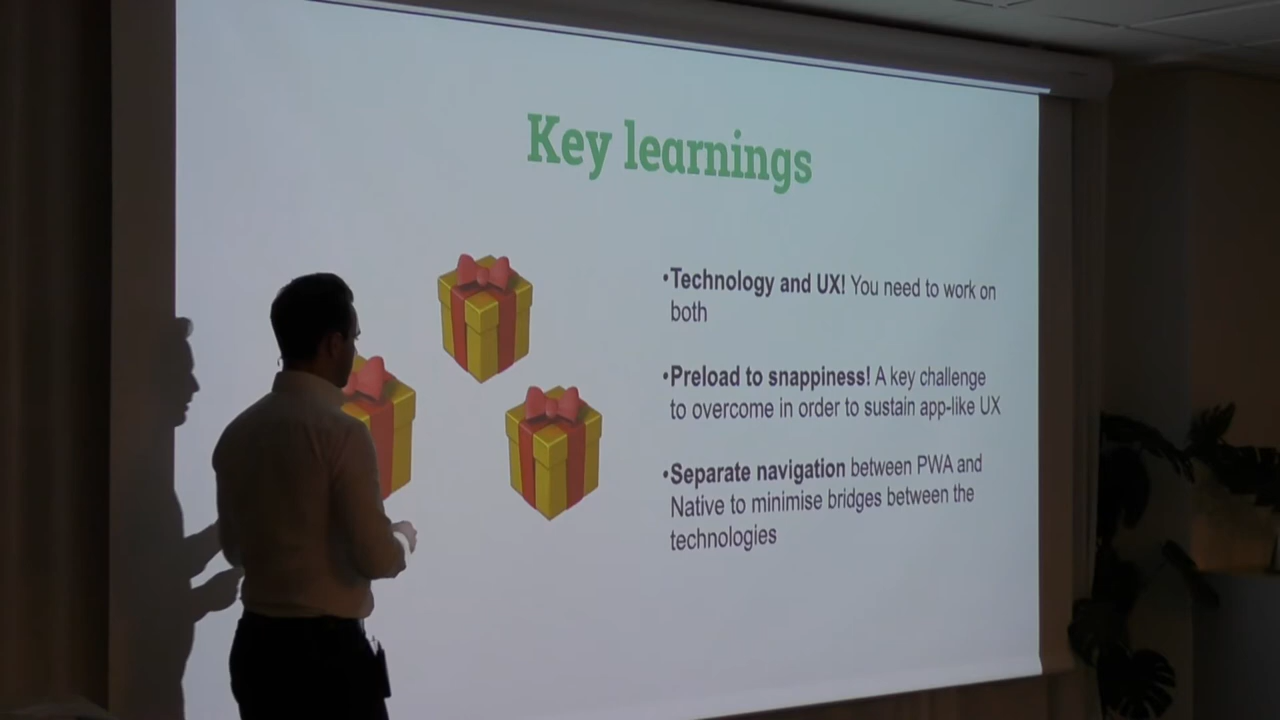 Key learnings
•Technology and UX! You need to work on
both
•Preload to snappiness! A key challenge
to overcome in order to sustain app-like UX
•Separate navigation between PWA and
Native to minimise bridges between the
technologies